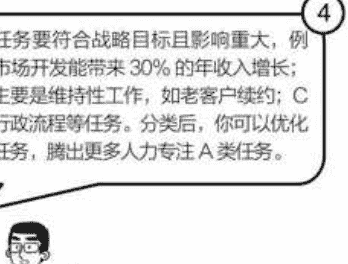 4
任务要符合战略目标且影响重大，例
市场开发能带来 30% 的年收入增长；
主要是维持性工作，如老客户续约；C
行政流程等任务。分类后，你可以优化
任务，腾出更多人力专注 A 类任务。